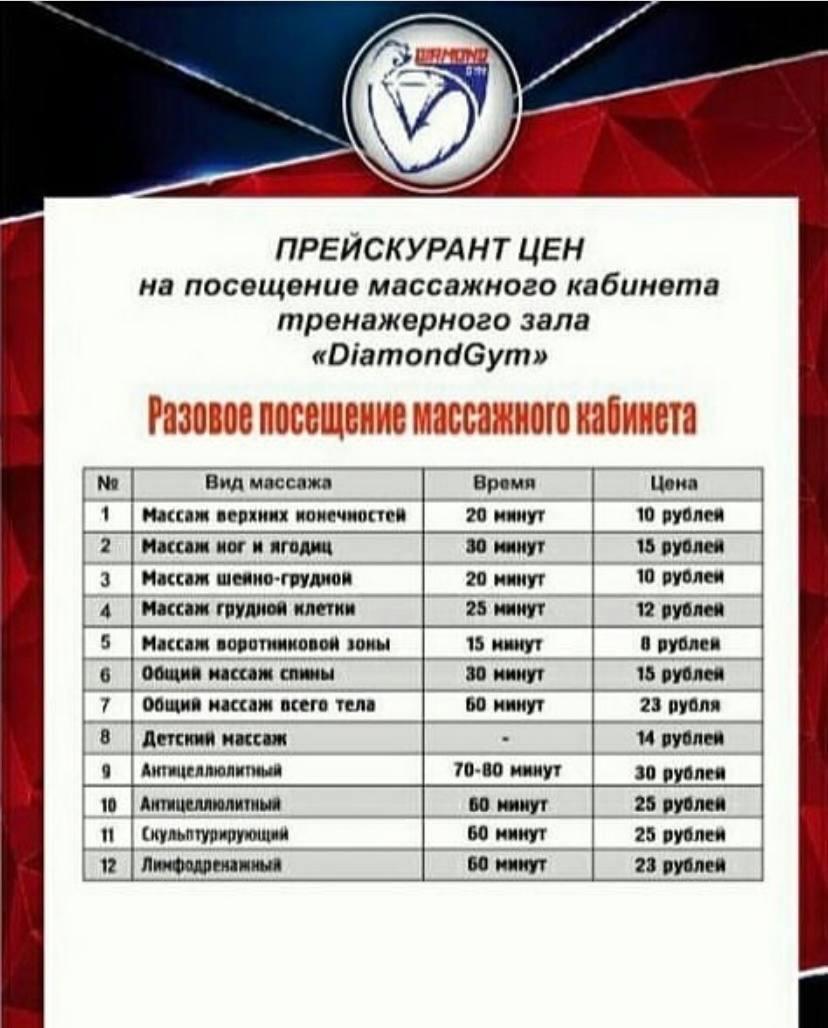 DIAMOND
GYM
ПРЕЙСКУРАНТ ЦЕН
на посещение массажного кабинета
тренажерного зала
«DiamondGym»
Разовое посещение массажного кабинета
№ Вид массажа Время Цена
1 Массаж верхних конечностей 20 минут 10 рублей
2 Массаж ног и ягодиц 30 минут 15 рублей
3 Массаж шейно-грудной 20 минут 10 рублей
4 Массаж грудной клетки 25 минут 12 рублей
5 Массаж воротниковой зоны 15 минут 8 рублей
6 Общий массаж спины 30 минут 15 рублей
7 Общий массаж всего тела 60 минут 23 рубля
8 Детский массаж - 14 рублей
9 Антицеллюлитный 70-80 минут 30 рублей
10 Антицеллюлитный 60 минут 25 рублей
11 Скульптурирующий 60 минут 25 рублей
12 Лимфодренажный 60 минут 23 рублей